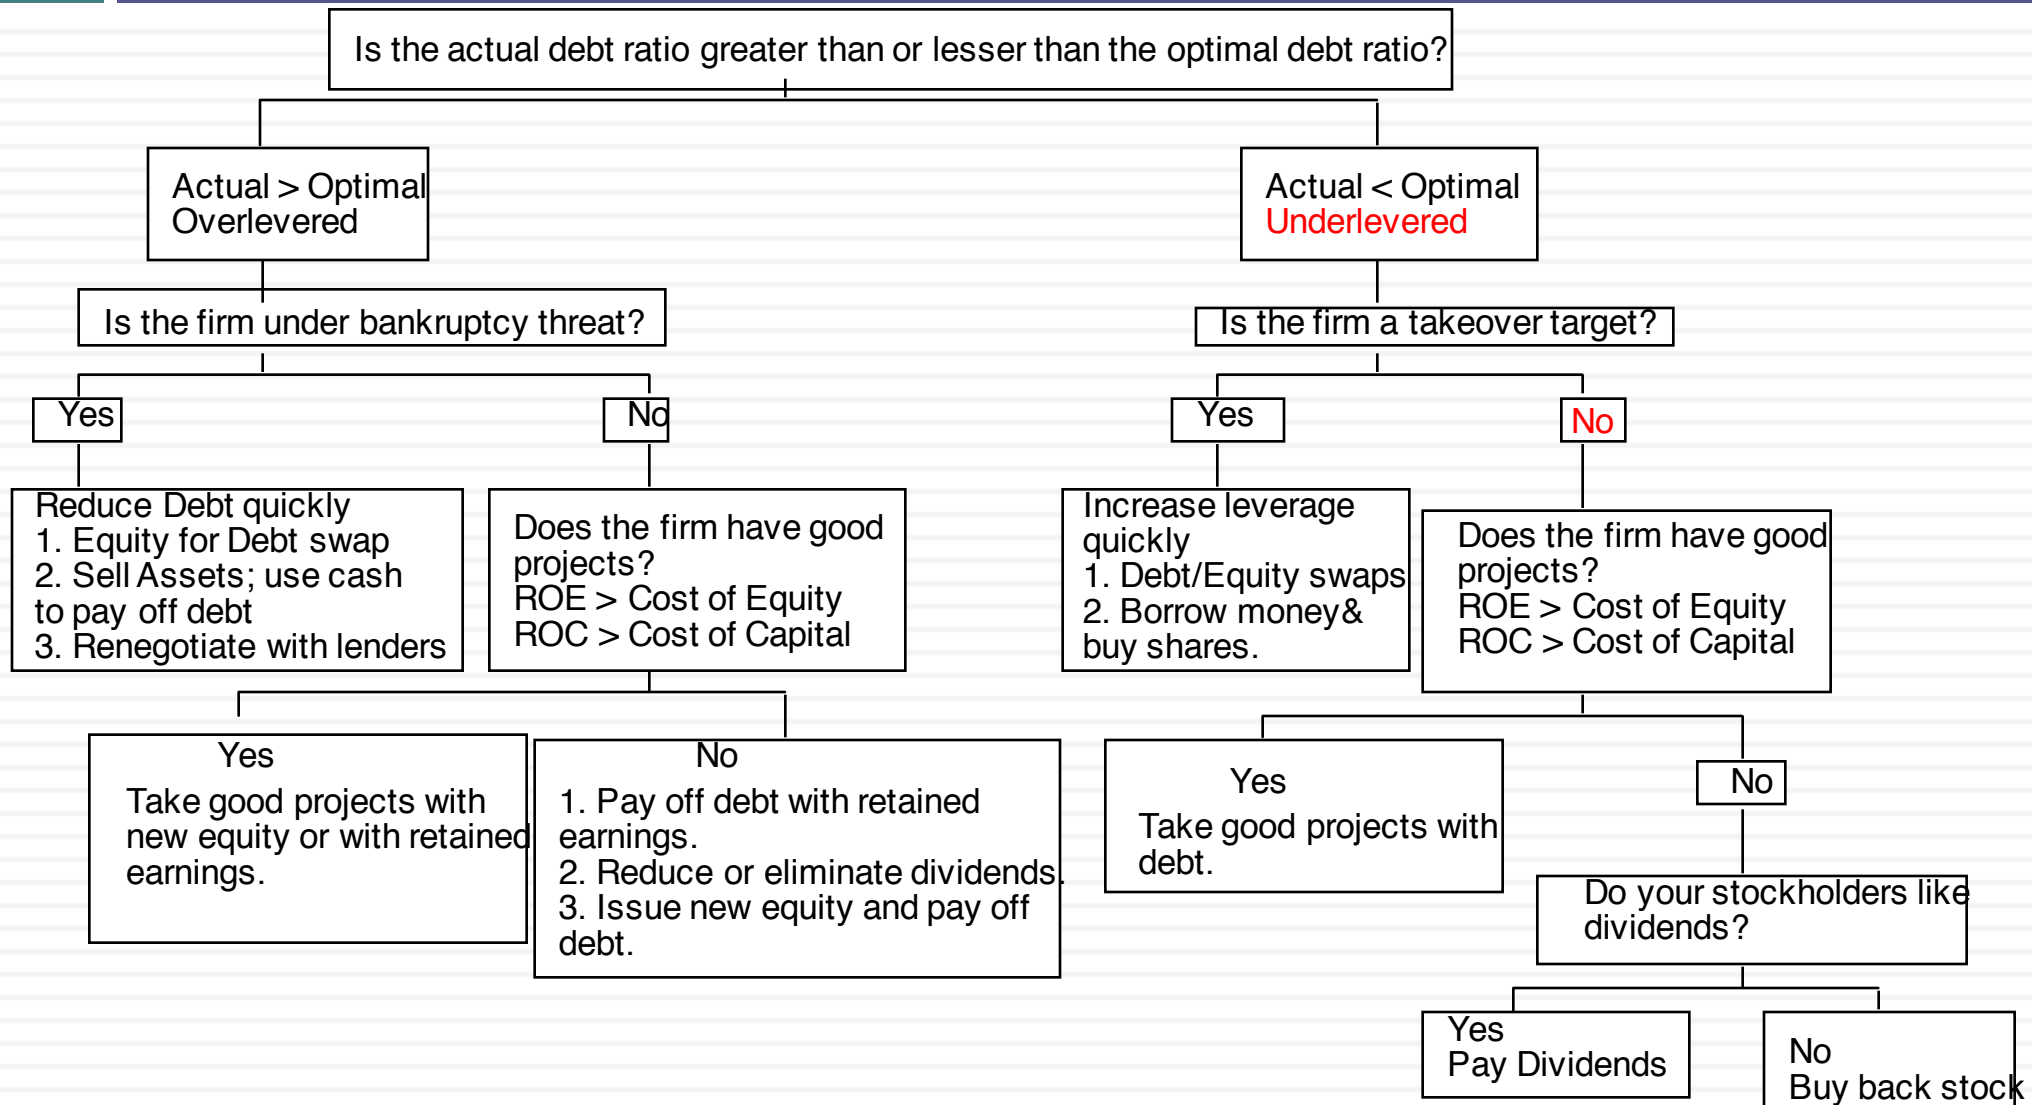 Is the actual debt ratio greater than or lesser than the optimal debt ratio?
Actual > Optimal
Overlevered
Actual < Optimal
Underlevered
Is the firm under bankruptcy threat?
Is the firm a takeover target?
Yes
No
Yes
No
Reduce Debt quickly
1. Equity for Debt swap
2. Sell Assets; use cash
to pay off debt
3. Renegotiate with lenders
Does the firm have good
projects?
ROE > Cost of Equity
ROC > Cost of Capital
Increase leverage
quickly
1. Debt/Equity swaps
2. Borrow money&
buy shares.
Does the firm have good
projects?
ROE > Cost of Equity
ROC > Cost of Capital
Yes
Take good projects with
new equity or with retained
earnings.
No
1. Pay off debt with retained
earnings.
2. Reduce or eliminate dividends.
3. Issue new equity and pay off
debt.
Yes
Take good projects with
debt.
No
Do your stockholders like
dividends?
Yes
Pay Dividends
No
Buy back stock